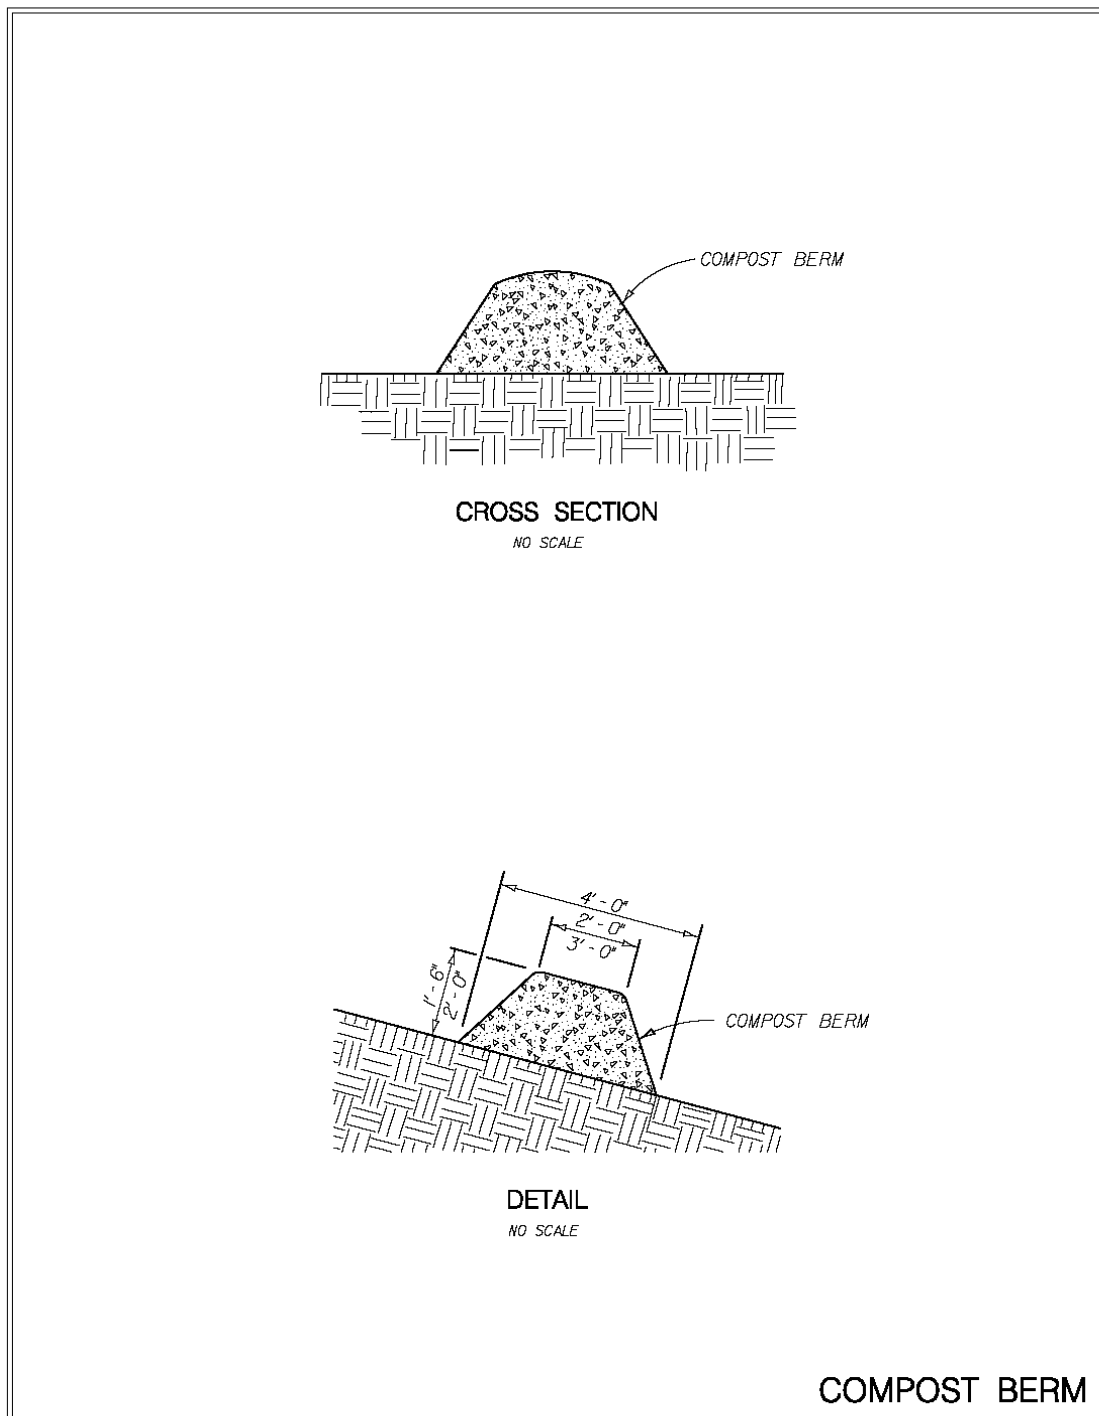 COMPOST BERM
CROSS SECTION
NO SCALE
4'-0"
2'-0"
3'-0"
1'-6"
2'-0"
COMPOST BERM
DETAIL
NO SCALE
COMPOST BERM